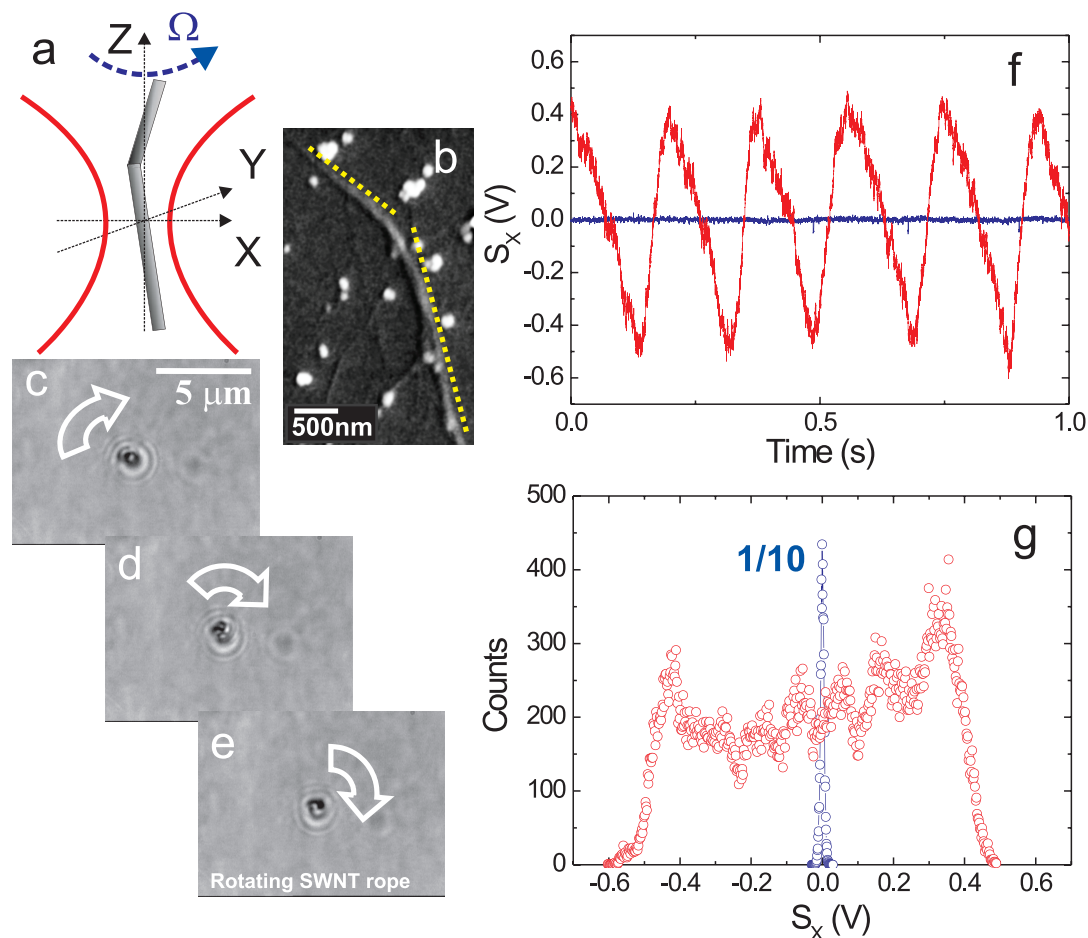 a
Z
Ω
Y
X
b
500nm
c
5 μm
d
e
Rotating SWNT rope
f
0.6
0.4
0.2
0.0
-0.2
-0.4
-0.6
Sx (V)
0.0
0.5
1.0
Time (s)
g
1/10
500
400
300
200
100
0
Counts
-0.6
-0.4
-0.2
0.0
0.2
0.4
0.6
Sx (V)